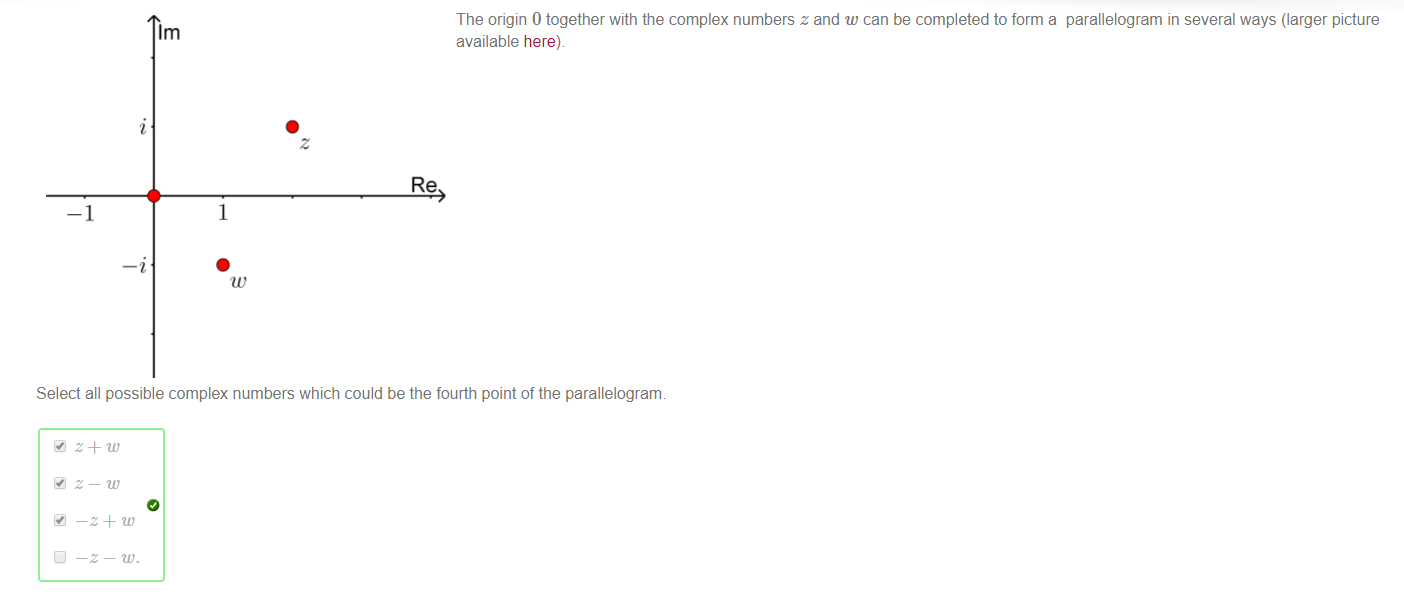 Im
The origin 0 together with the complex numbers z and w can be completed to form a parallelogram in several ways (larger picture
available here).
i
z
Re
−1
1
−i
w
Select all possible complex numbers which could be the fourth point of the parallelogram.
z + w
z − w
−z + w
−z − w.